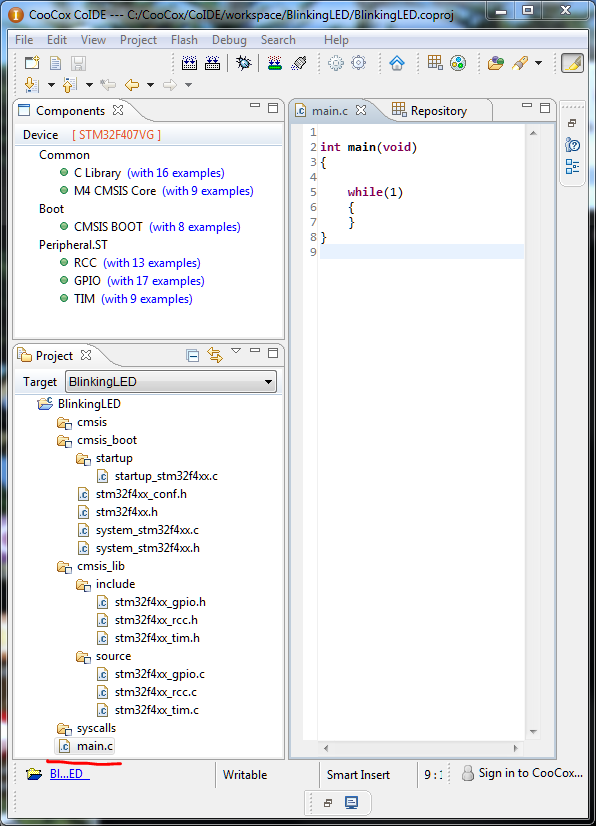 CooCox CoIDE --- C:/CooCox/CoIDE/workspace/BlinkingLED/BlinkingLED.coproj
File Edit View Project Flash Debug Search Help
Components
Device [ STM32F407VG ]
Common
C Library (with 16 examples)
M4 CMSIS Core (with 9 examples)
Boot
CMSIS BOOT (with 8 examples)
Peripheral.ST
RCC (with 13 examples)
GPIO (with 17 examples)
TIM (with 9 examples)
Project
Target BlinkingLED
BlinkingLED
cmsis
cmsis_boot
startup
startup_stm32f4xx.c
stm32f4xx_conf.h
stm32f4xx.h
system_stm32f4xx.c
system_stm32f4xx.h
cmsis_lib
include
stm32f4xx_gpio.h
stm32f4xx_rcc.h
stm32f4xx_tim.h
source
stm32f4xx_gpio.c
stm32f4xx_rcc.c
stm32f4xx_tim.c
syscalls
main.c
main.c Repository
1
2 int main(void)
3 {
4
5 while(1)
6 {
7 }
8 }
9
Bl...ED Writable Smart Insert 9 : Sign in to CooCox...